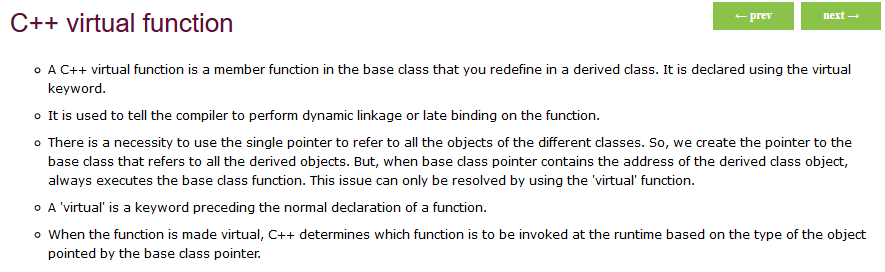 C++ virtual function
← prev
next →
A C++ virtual function is a member function in the base class that you redefine in a derived class. It is declared using the virtual
keyword.
It is used to tell the compiler to perform dynamic linkage or late binding on the function.
There is a necessity to use the single pointer to refer to all the objects of the different classes. So, we create the pointer to the
base class that refers to all the derived objects. But, when base class pointer contains the address of the derived class object,
always executes the base class function. This issue can only be resolved by using the 'virtual' function.
A 'virtual' is a keyword preceding the normal declaration of a function.
When the function is made virtual, C++ determines which function is to be invoked at the runtime based on the type of the object
pointed by the base class pointer.